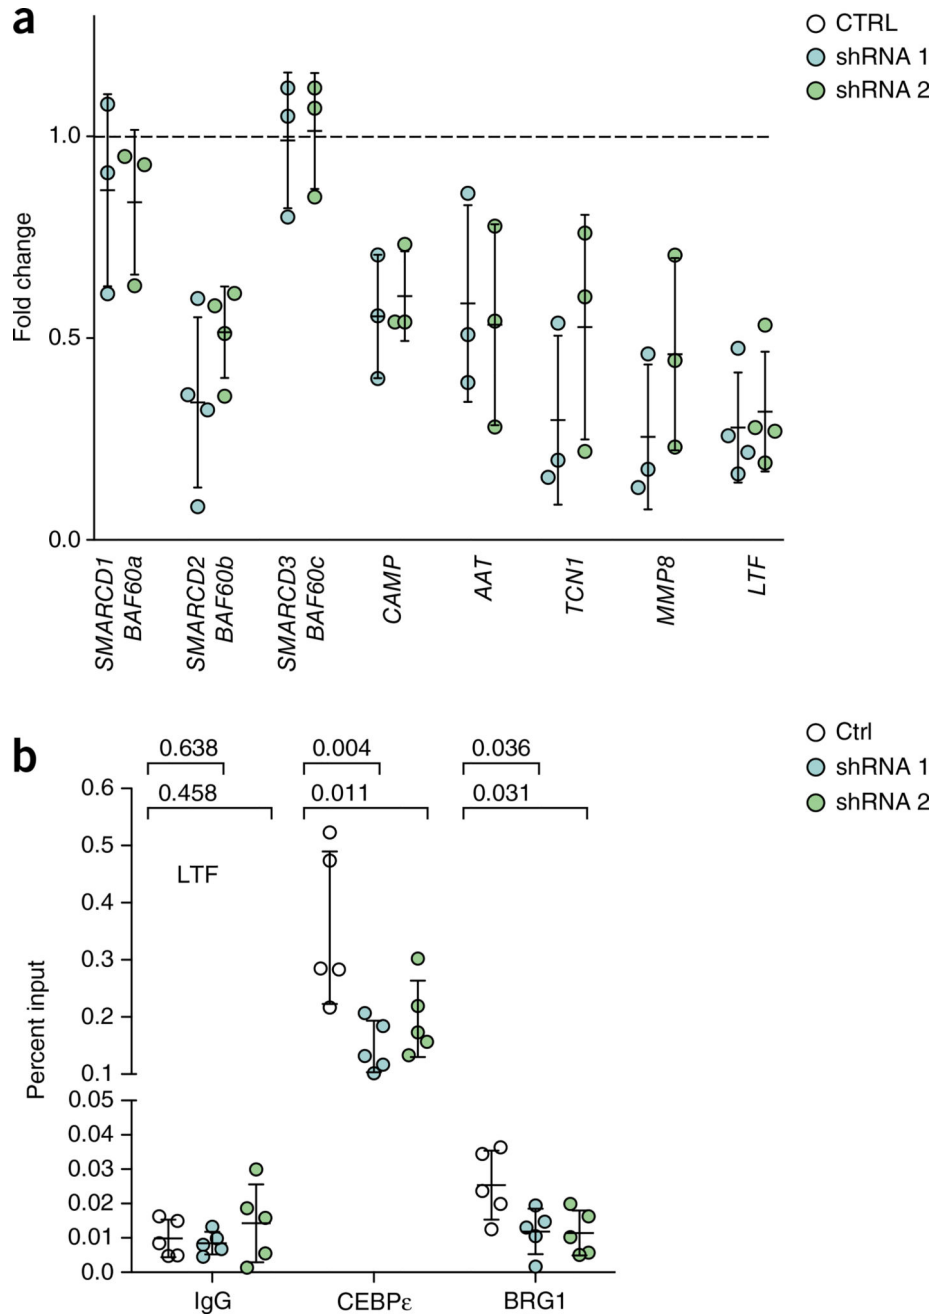 a
CTRL
shRNA 1
shRNA 2
Fold change
1.0
0.5
0.0
SMARCD1
BAF60a
SMARCD2
BAF60b
SMARCD3
BAF60c
CAMP
AAT
TCN1
MMP8
LTF
b
Ctrl
shRNA 1
shRNA 2
0.638
0.004
0.036
0.458
0.011
0.031
LTF
Percent input
0.6
0.5
0.4
0.3
0.2
0.1
0.05
0.04
0.03
0.02
0.01
0.0
IgG
CEBPε
BRG1